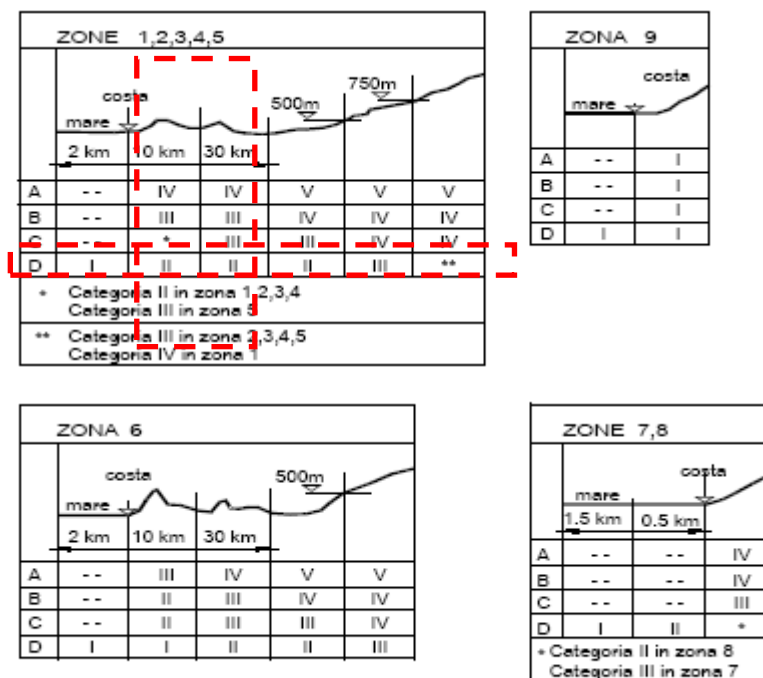 ZONE 1,2,3,4,5
costa
mare
500m
750m
2 km 10 km 30 km
A -- IV IV V V V
B -- III III IV IV IV
C -- * III III IV IV
D I II II II III **
* Categoria II in zona 1,2,3,4
Categoria III in zona 5
** Categoria III in zona 2,3,4,5
Categoria IV in zona 1
ZONA 9
costa
mare
A -- I
B -- I
C -- I
D I I
ZONA 6
costa
mare
500m
2 km 10 km 30 km
A -- III IV V V
B -- II III IV IV
C -- II III III IV
D I I II II III
ZONE 7,8
costa
mare
1.5 km 0.5 km
A -- -- IV
B -- -- IV
C -- -- III
D I II *
* Categoria II in zona 8
Categoria III in zona 7